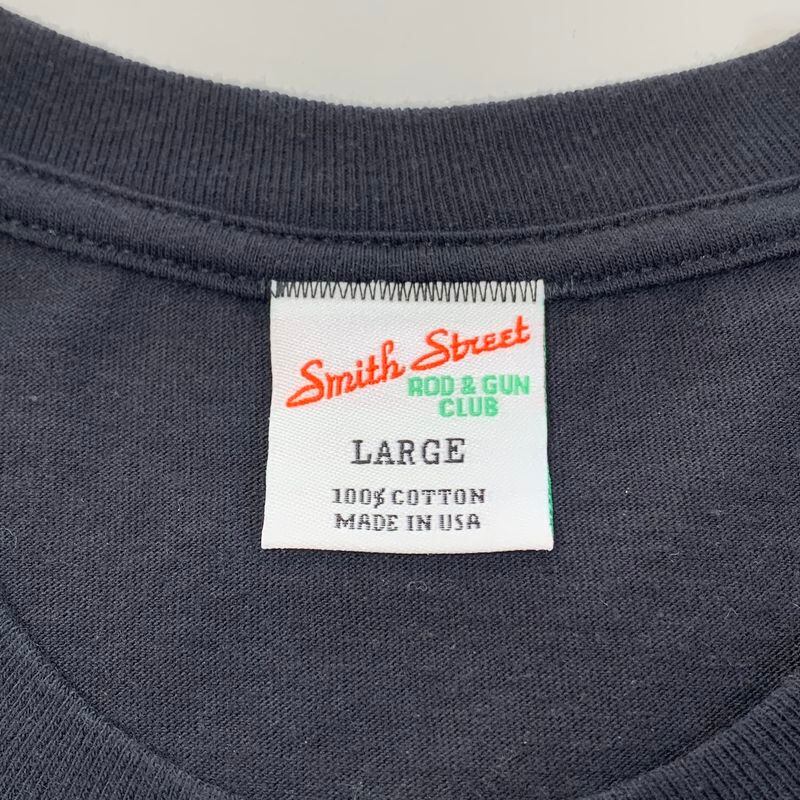 Smith Street
ROD & GUN
CLUB
LARGE
100% COTTON
MADE IN USA